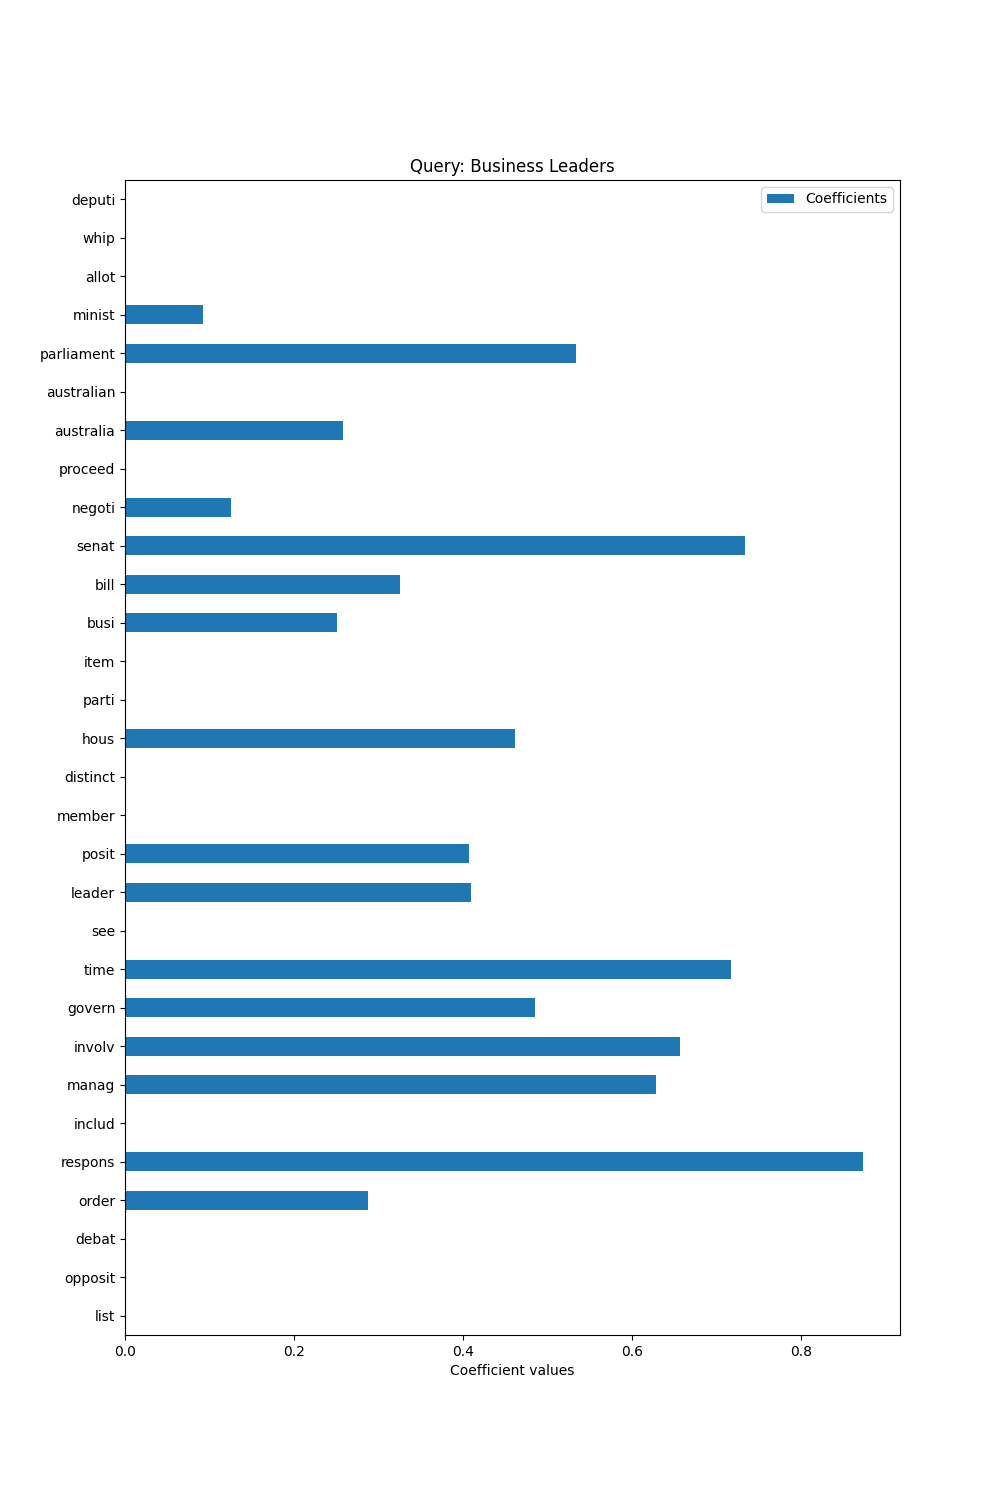 Query: Business Leaders
Coefficients
deputi
whip
allot
minist
parliament
australian
australia
proceed
negoti
senat
bill
busi
item
parti
hous
distinct
member
posit
leader
see
time
govern
involv
manag
includ
respons
order
debat
opposit
list
0.0 0.2 0.4 0.6 0.8
Coefficient values